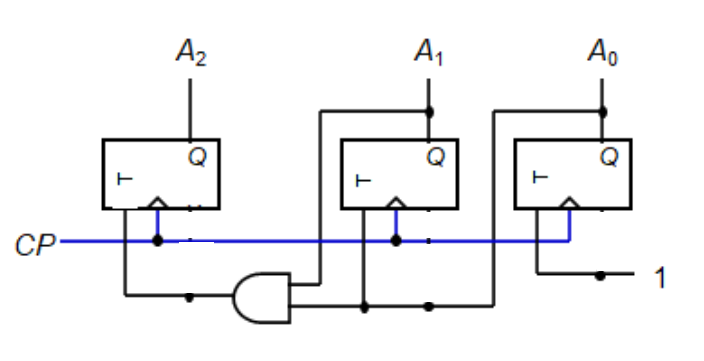 A₂ A₁ A₀
Q Q Q
T T T
CP
1